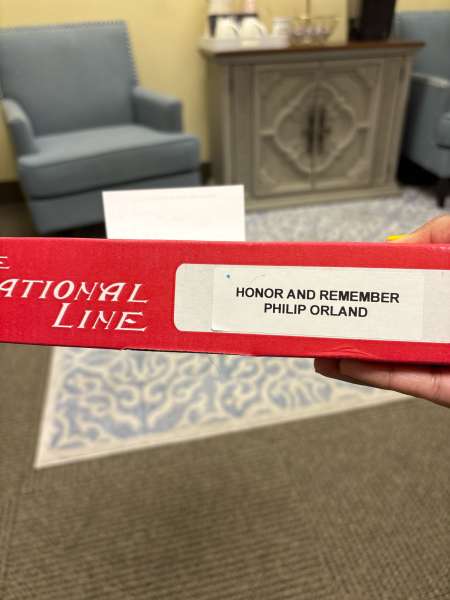 E
ATIONAL
LINE
HONOR AND REMEMBER
PHILIP ORLAND